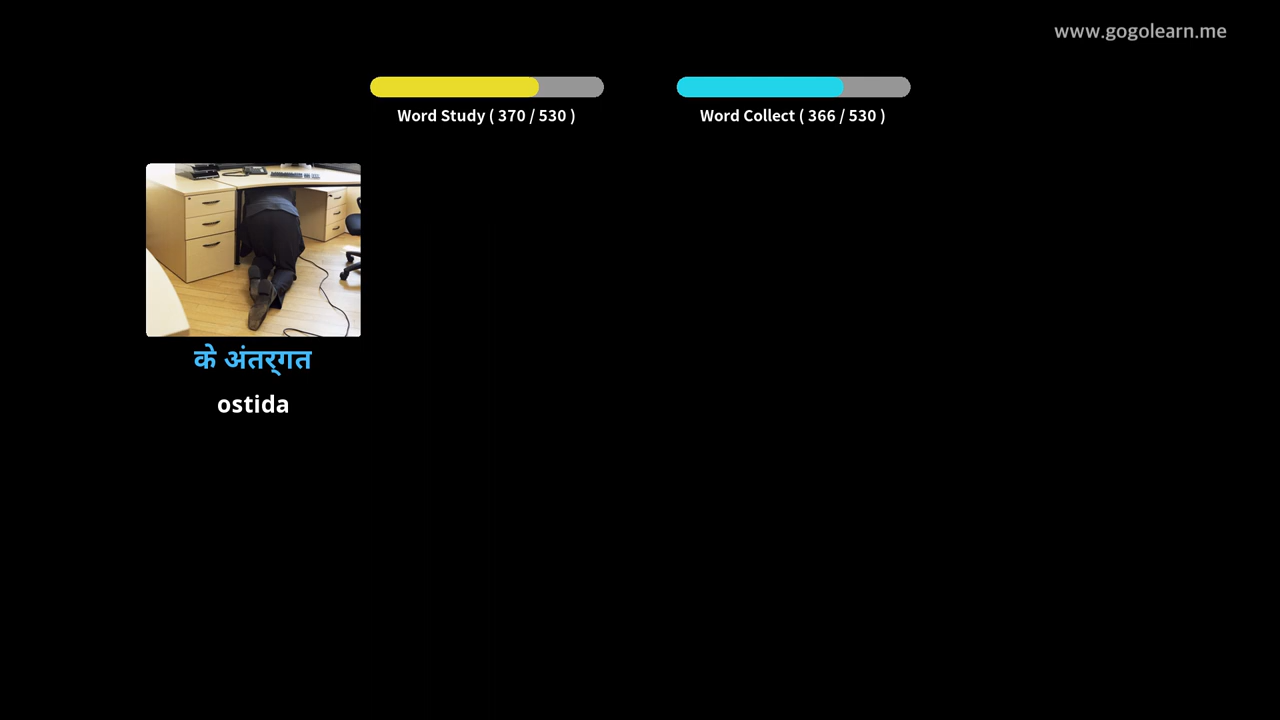 www.gogolearn.me
Word Study ( 370 / 530 )
Word Collect ( 366 / 530 )
के अंतर्गत
ostida